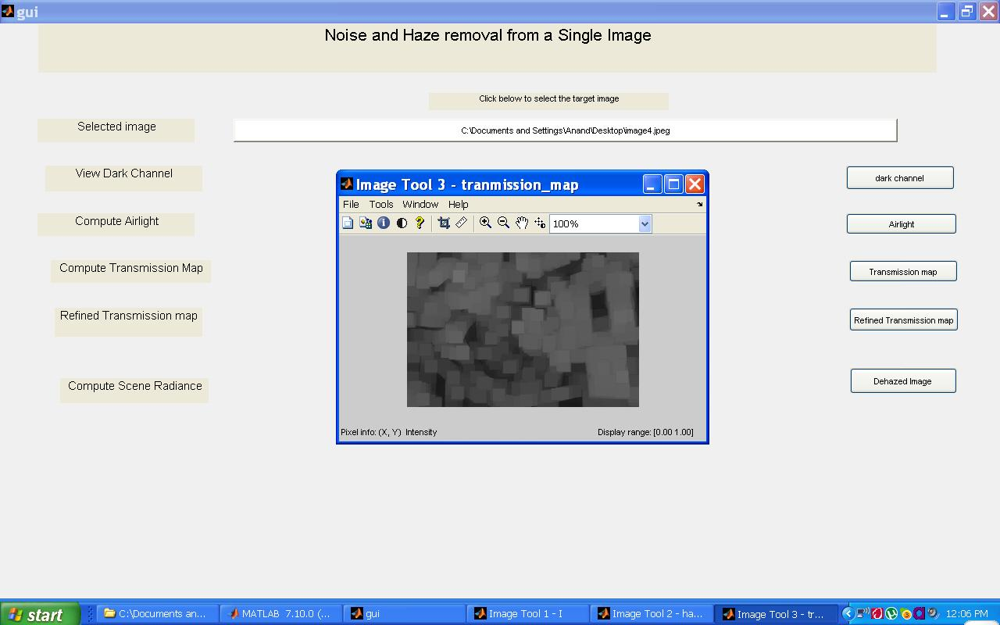 gui
Noise and Haze removal from a Single Image
Click below to select the target image
Selected image
C:\Documents and Settings\Anand\Desktop\image4.jpeg
View Dark Channel
dark channel
Image Tool 3 - tranmission_map
File Tools Window Help
100%
Compute Airlight
Airlight
Compute Transmission Map
Transmission map
Refined Transmission map
Refined Transmission map
Compute Scene Radiance
Dehazed Image
Pixel info: (X, Y) Intensity
Display range: [0.00 1.00]
start
C:\Documents an...
MATLAB 7.10.0 (...
gui
Image Tool 1 - I
Image Tool 2 - ha...
Image Tool 3 - tr...
12:06 PM